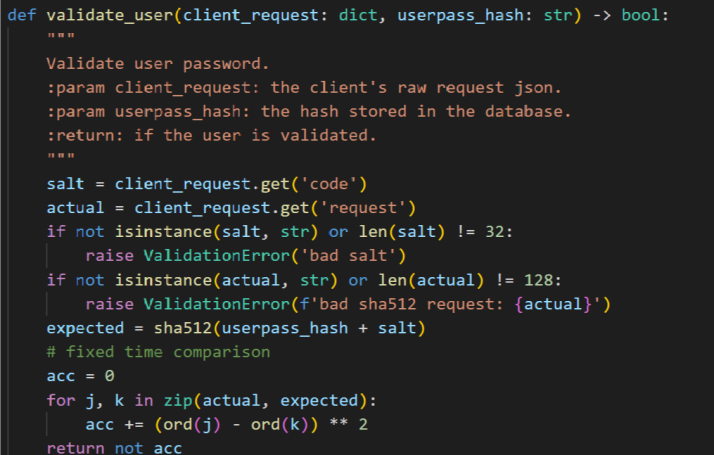 def validate_user(client_request: dict, userpass_hash: str) -> bool:
    """
    Validate user password.
    :param client_request: the client's raw request json.
    :param userpass_hash: the hash stored in the database.
    :return: if the user is validated.
    """
    salt = client_request.get('code')
    actual = client_request.get('request')
    if not isinstance(salt, str) or len(salt) != 32:
        raise ValidationError('bad salt')
    if not isinstance(actual, str) or len(actual) != 128:
        raise ValidationError(f'bad sha512 request: {actual}')
    expected = sha512(userpass_hash + salt)
    # fixed time comparison
    acc = 0
    for j, k in zip(actual, expected):
        acc += (ord(j) - ord(k)) ** 2
    return not acc